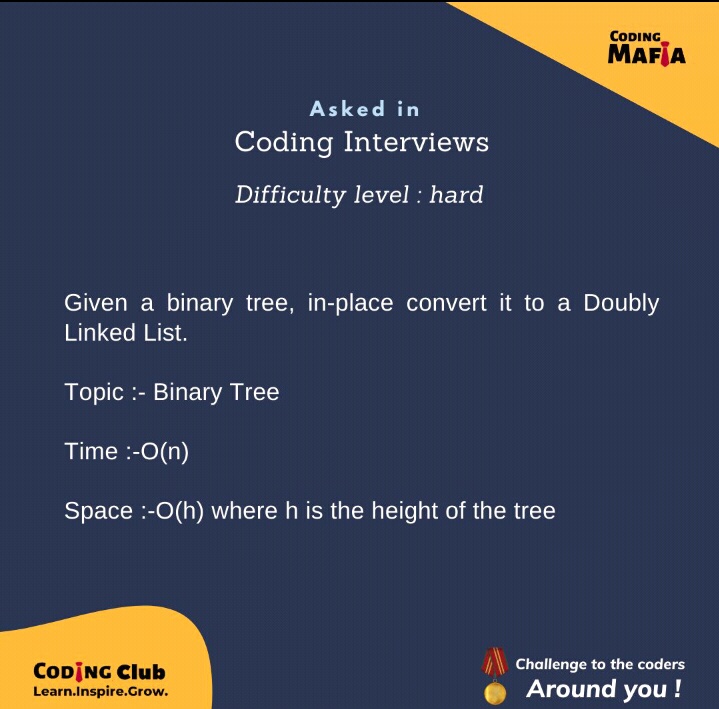 CODING
MAFIA
Asked in
Coding Interviews
Difficulty level : hard
Given a binary tree, in-place convert it to a Doubly
Linked List.
Topic :- Binary Tree
Time :-O(n)
Space :-O(h) where h is the height of the tree
CODING Club
Learn.Inspire.Grow.
Challenge to the coders
Around you !